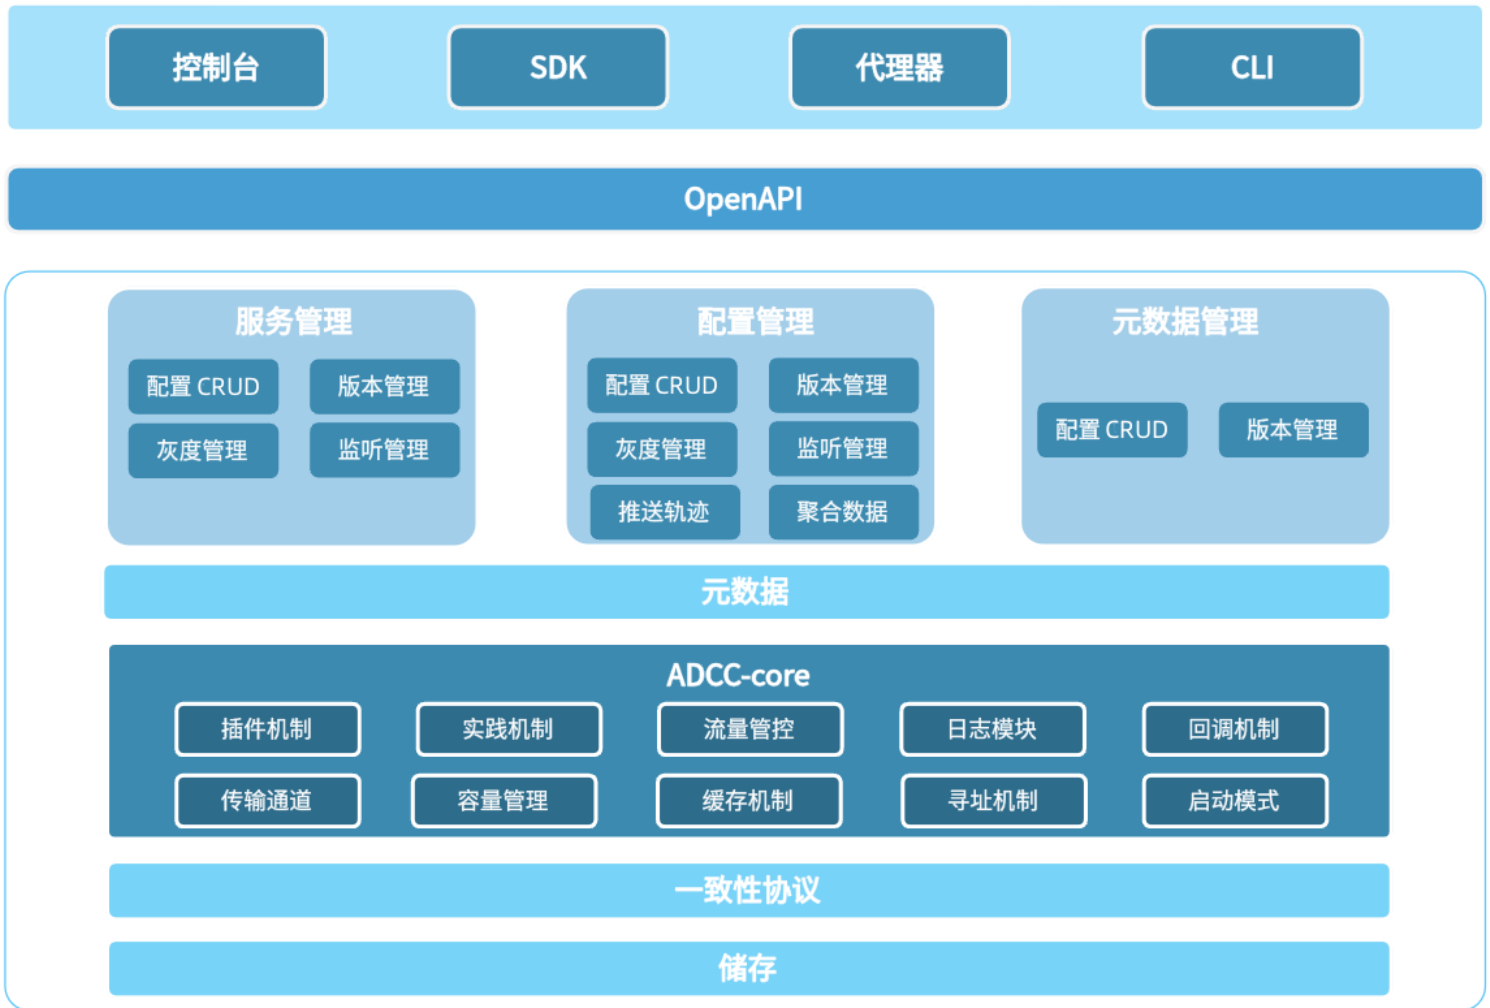 控制台
SDK
代理器
CLI
OpenAPI
服务管理
配置 CRUD
版本管理
灰度管理
监听管理
配置管理
配置 CRUD
版本管理
灰度管理
监听管理
推送轨迹
聚合数据
元数据管理
配置 CRUD
版本管理
元数据
ADCC-core
插件机制
实践机制
流量管控
日志模块
回调机制
传输通道
容量管理
缓存机制
寻址机制
启动模式
一致性协议
储存